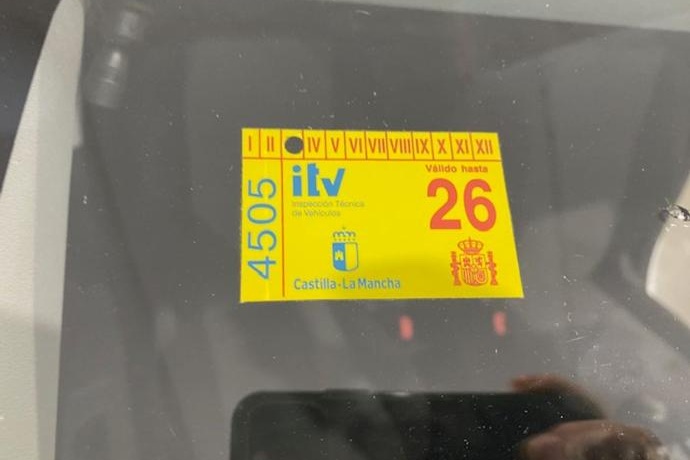 I II IV V VI VII VIII IX X XI XII
4505
itv
Inspección Técnica
de Vehículos
Válido hasta
26
Castilla-La Mancha